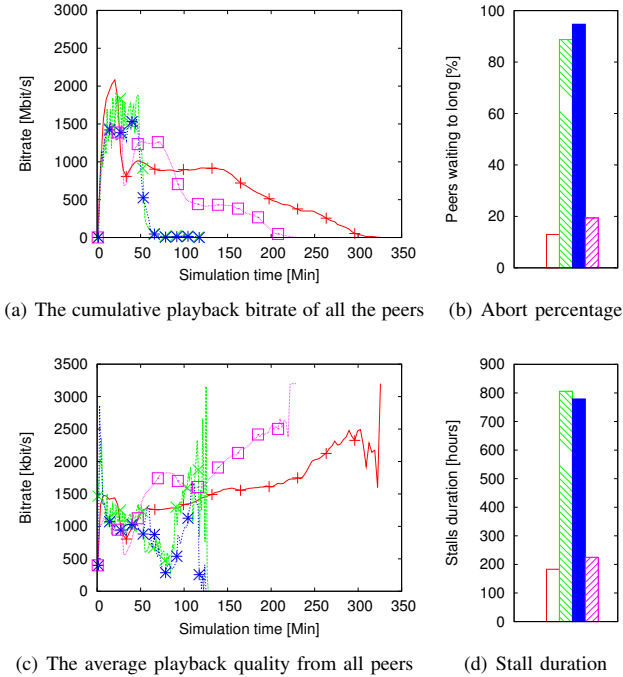 3000
2500
2000
1500
1000
500
0
Bitrate [Mbit/s]
0 50 100 150 200 250 300 350
Simulation time [Min]
100
80
60
40
20
0
Peers waiting to long [%]
(a) The cumulative playback bitrate of all the peers
(b) Abort percentage
3500
3000
2500
2000
1500
1000
500
0
Bitrate [kbit/s]
0 50 100 150 200 250 300 350
Simulation time [Min]
900
800
700
600
500
400
300
200
100
0
Stalls duration [hours]
(c) The average playback quality from all peers
(d) Stall duration